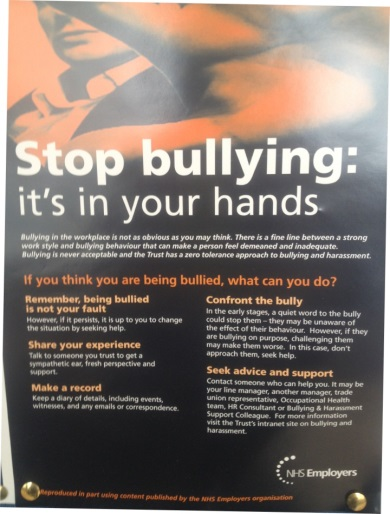 Stop bullying:
it's in your hands
Bullying in the workplace is not as obvious as you may think. There is a fine line between a strong
work style and bullying behaviour that can make a person feel demeaned and inadequate.
Bullying is never acceptable and the Trust has a zero tolerance approach to bullying and harassment.
If you think you are being bullied, what can you do?
Remember, being bullied
is not your fault
However, if it persists, it is up to you to change
the situation by seeking help.
Share your experience
Talk to someone you trust to get a
sympathetic ear, fresh perspective and
support.
Make a record
Keep a diary of details, including events,
witnesses, and any emails or correspondence.
Confront the bully
In the early stages, a quiet word to the bully
could stop them – they may be unaware of
the effect of their behaviour. However, if they
are bullying on purpose, challenging them
may make them worse. In this case, don't
approach them, seek help.
Seek advice and support
Contact someone who can help you. It may be
your line manager, another manager, trade
union representative, Occupational Health
team, HR Consultant or Bullying & Harassment
Support Colleague. For more information
visit the Trust's intranet site on bullying and
harassment.
NHS Employers
Reproduced in part using content published by the NHS Employers organisation